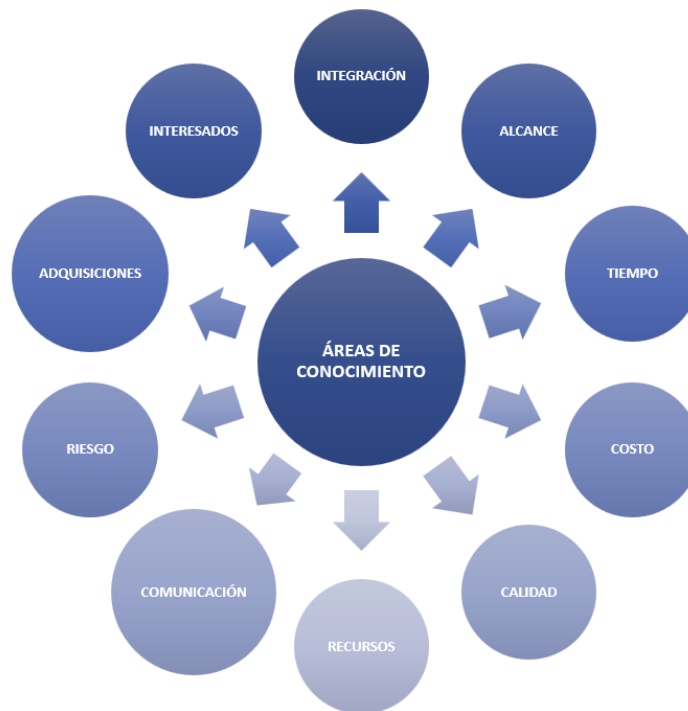 INTEGRACIÓN
ALCANCE
TIEMPO
COSTO
CALIDAD
RECURSOS
COMUNICACIÓN
RIESGO
ADQUISICIONES
INTERESADOS
ÁREAS DE
CONOCIMIENTO